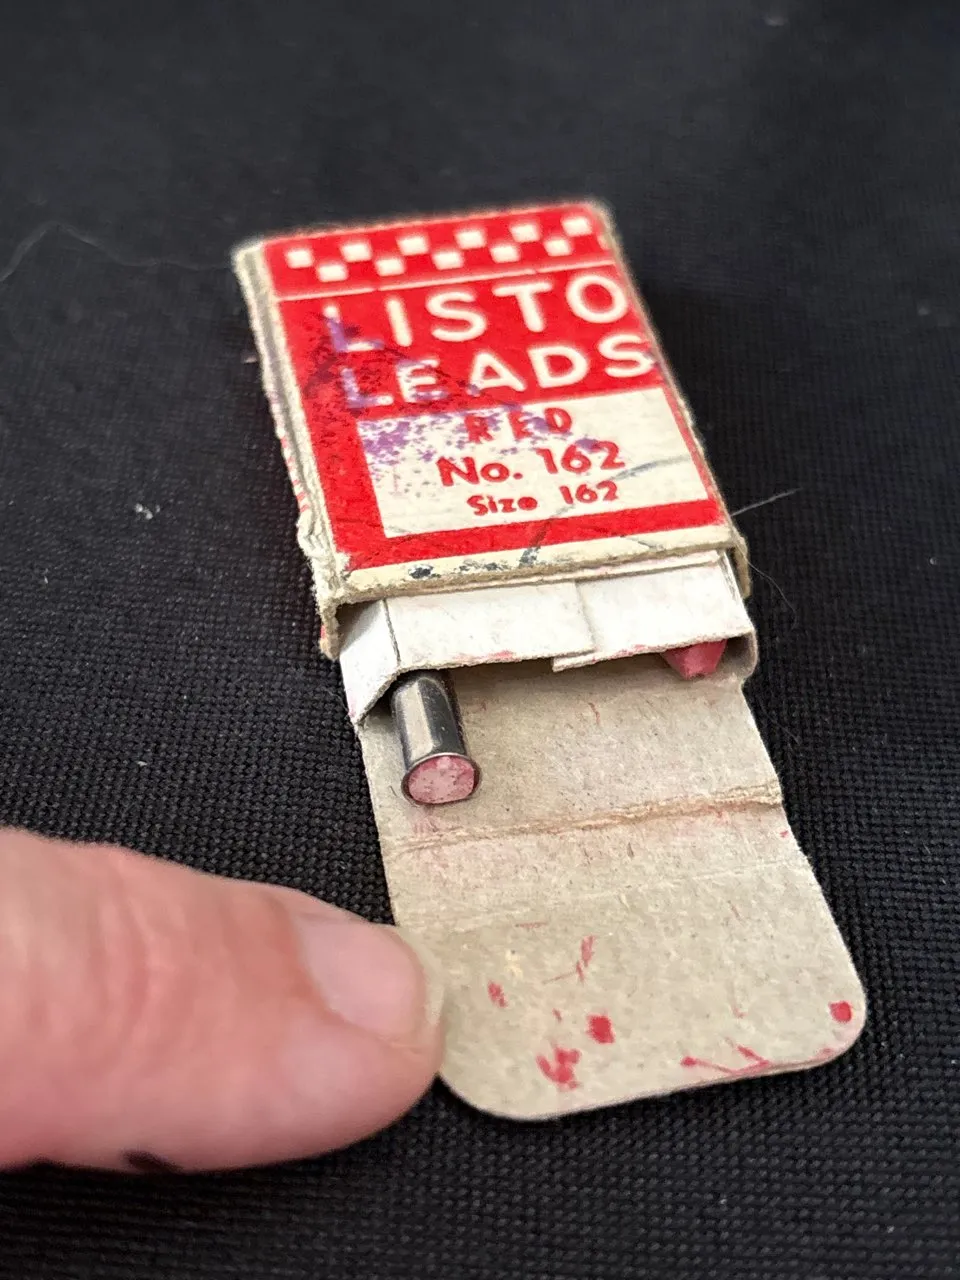 LISTO
LEADS
RED
No. 162
Size 162